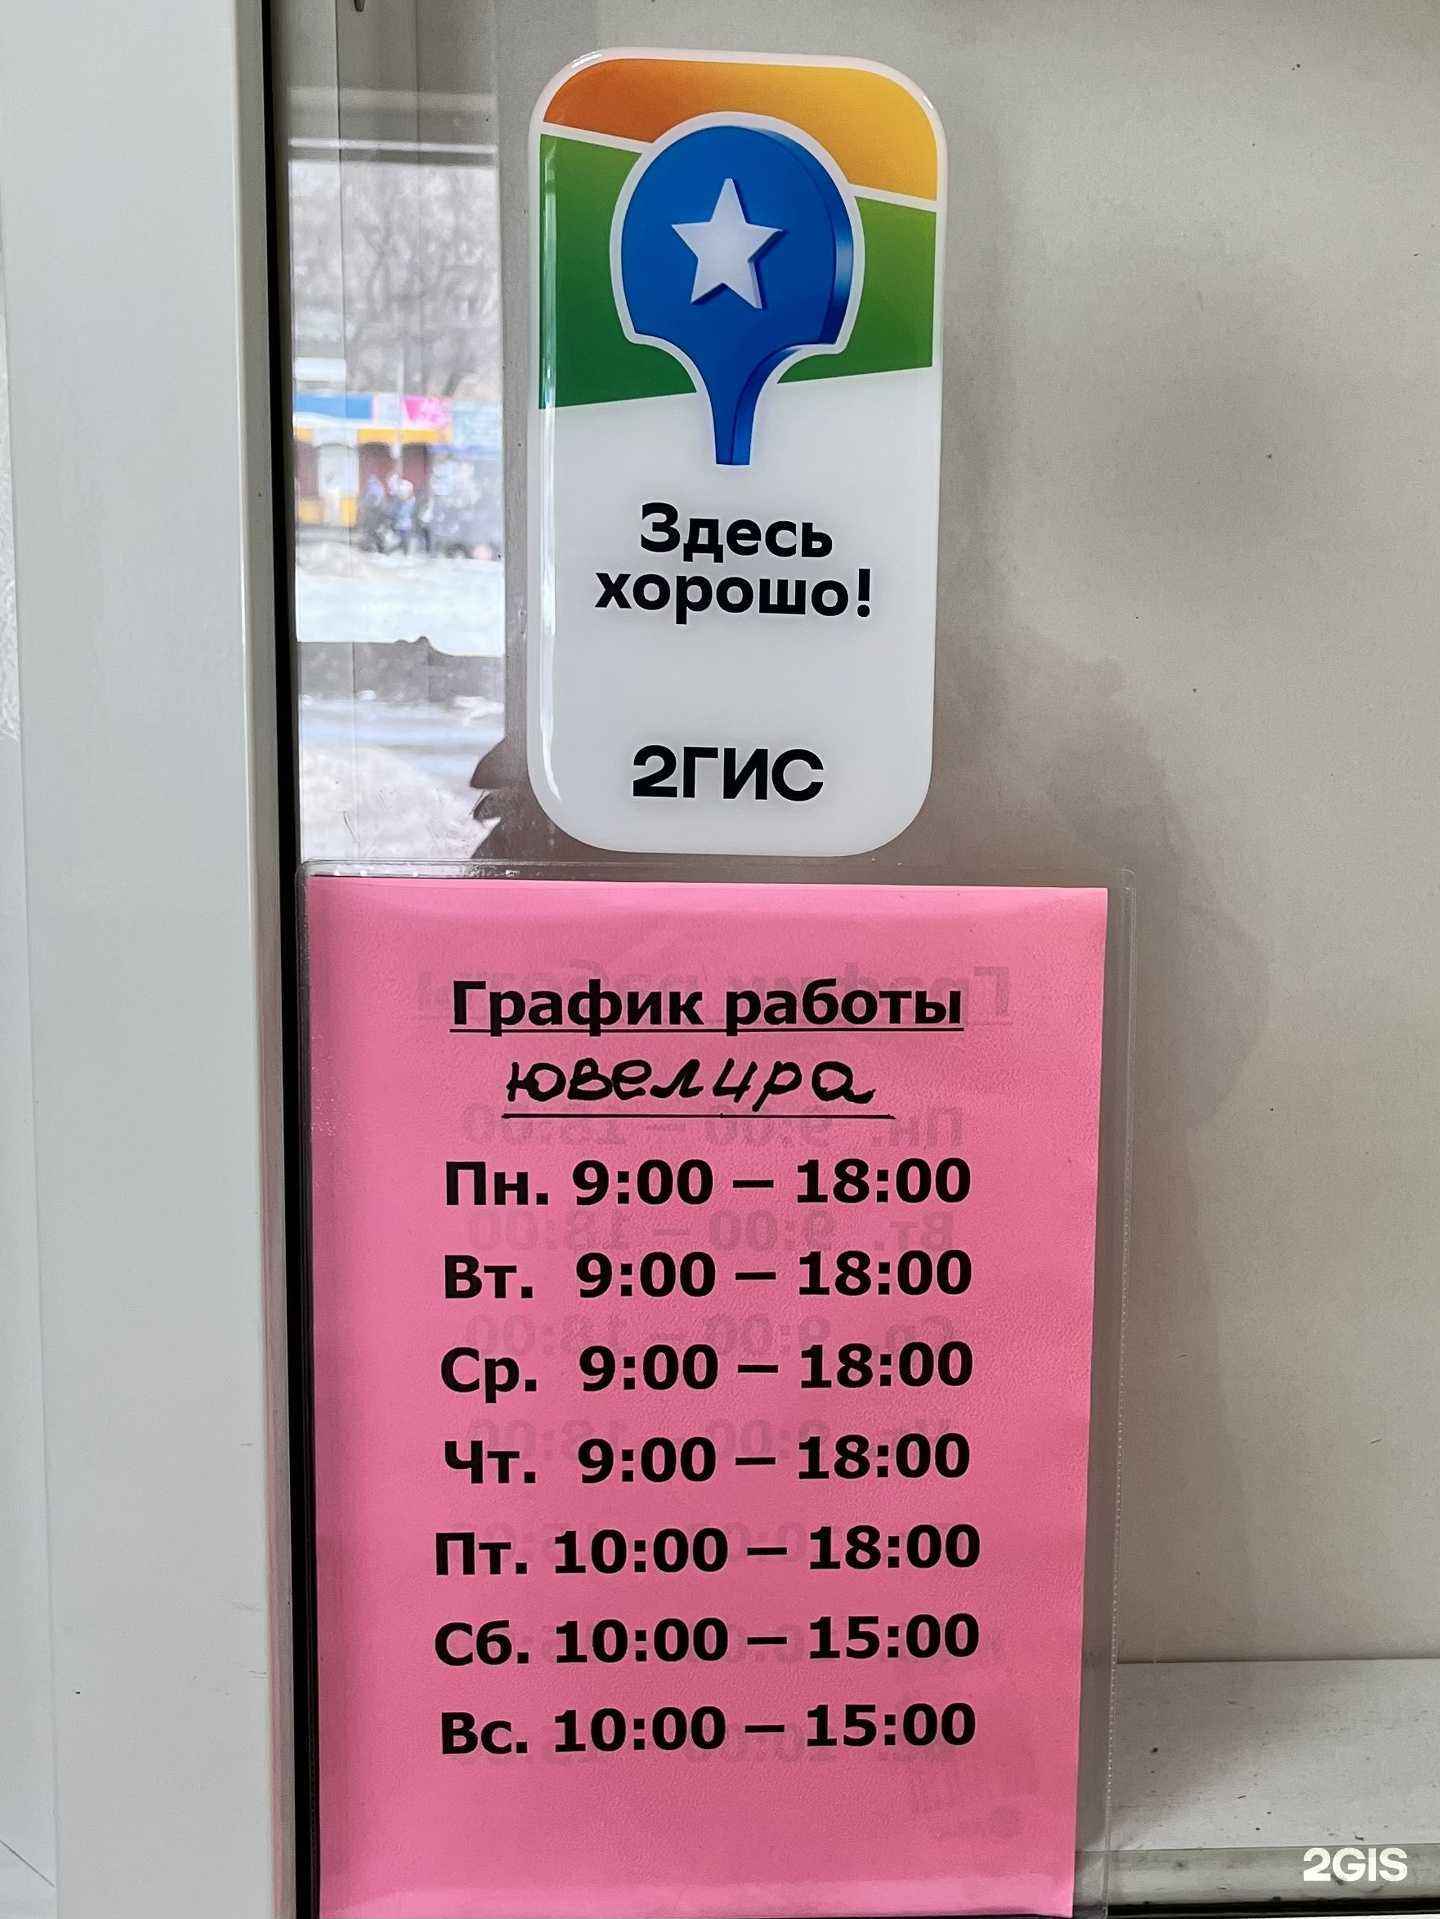 Здесь
хорошо!
2ГИС
График работы
ювелира
Пн. 9:00 – 18:00
Вт. 9:00 – 18:00
Ср. 9:00 – 18:00
Чт. 9:00 – 18:00
Пт. 10:00 – 18:00
Сб. 10:00 – 15:00
Вс. 10:00 – 15:00
2GIS